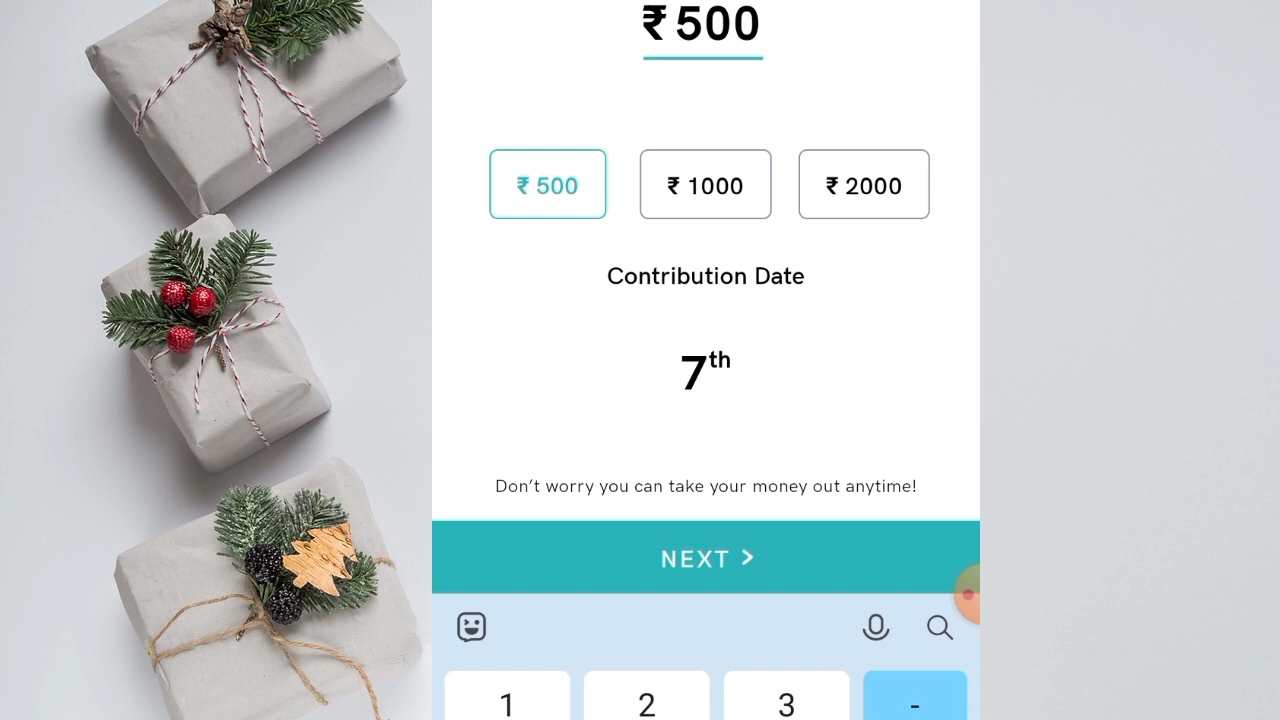 ₹ 500
₹ 500 ₹ 1000 ₹ 2000
Contribution Date
7th
Don't worry you can take your money out anytime!
NEXT >
1 2 3 -